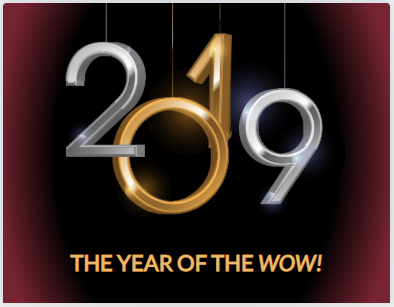 2019
THE YEAR OF THE WOW!